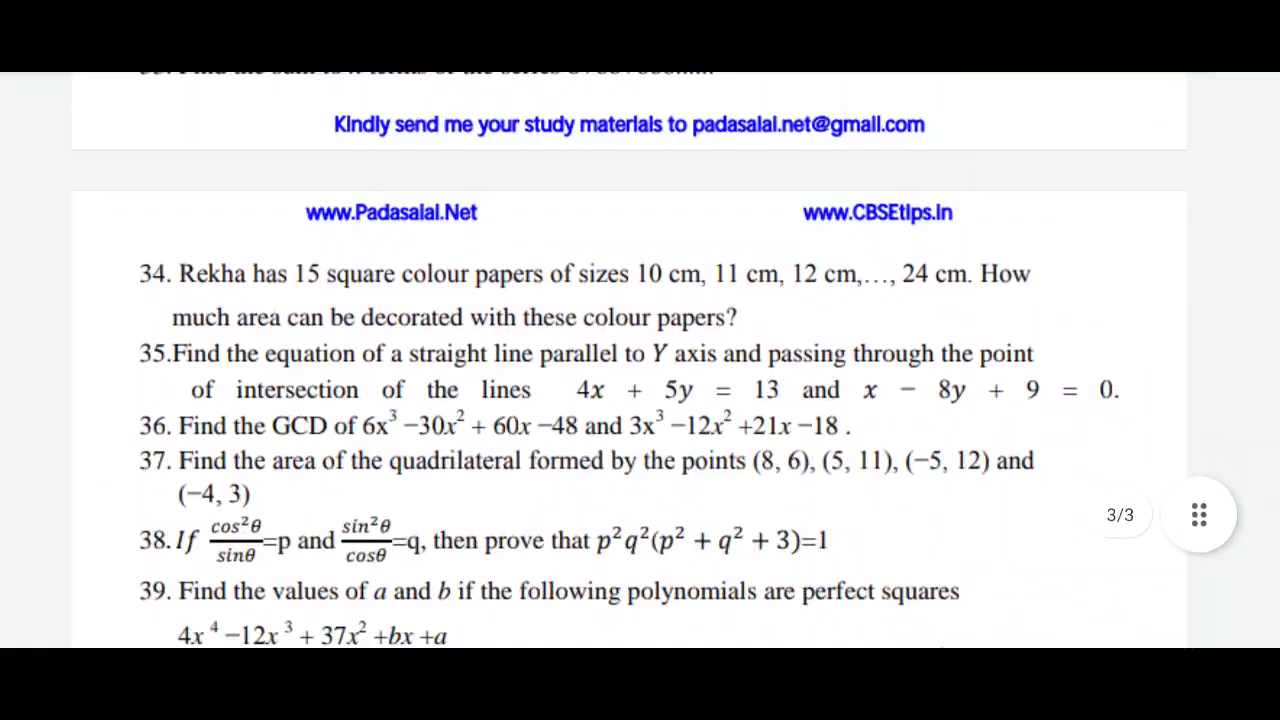 Kindly send me your study materials to padasalai.net@gmail.com
www.Padasalai.Net www.CBSEtips.in
34. Rekha has 15 square colour papers of sizes 10 cm, 11 cm, 12 cm,…, 24 cm. How
much area can be decorated with these colour papers?
35.Find the equation of a straight line parallel to Y axis and passing through the point
of intersection of the lines 4x + 5y = 13 and x − 8y + 9 = 0.
36. Find the GCD of 6x³ −30x² + 60x −48 and 3x³ −12x² +21x −18 .
37. Find the area of the quadrilateral formed by the points (8, 6), (5, 11), (−5, 12) and
(−4, 3)
38. If cos²θ/sinθ=p and sin²θ/cosθ=q, then prove that p²q²(p² + q² + 3)=1
3/3
39. Find the values of a and b if the following polynomials are perfect squares
4x⁴ −12x³ + 37x² +bx +a